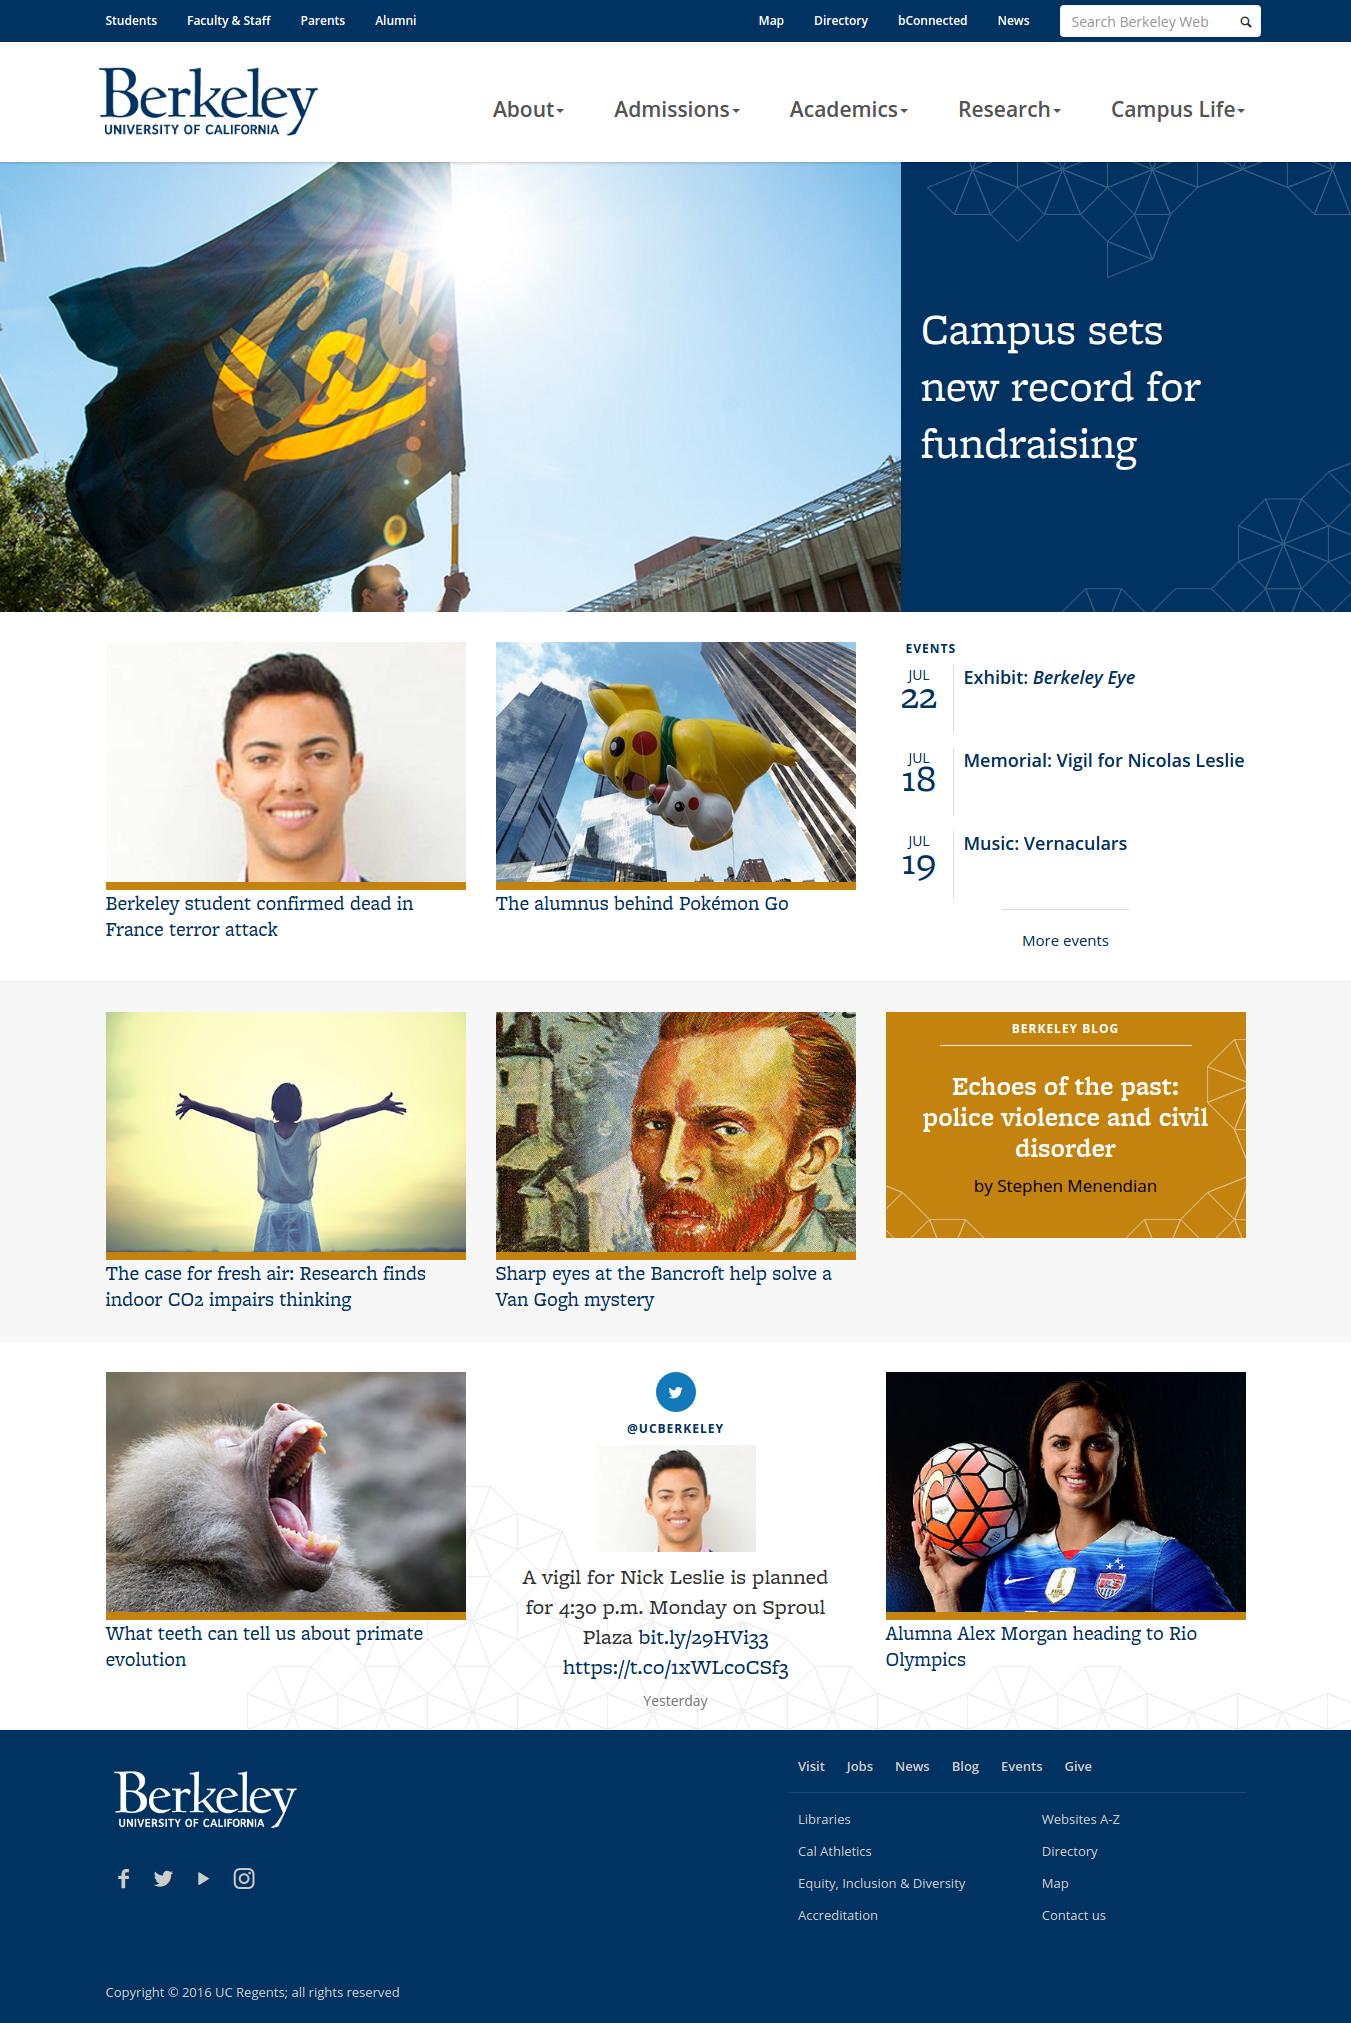 Students Faculty & Staff Parents Alumni Map Directory bConnected News Search Berkeley Web
Berkeley
UNIVERSITY OF CALIFORNIA
About Admissions Academics Research Campus Life
Cal
Campus sets
new record for
fundraising
Berkeley student confirmed dead in
France terror attack
The alumnus behind Pokémon Go
EVENTS
JUL
22
Exhibit: Berkeley Eye
JUL
18
Memorial: Vigil for Nicolas Leslie
JUL
19
Music: Vernaculars
More events
The case for fresh air: Research finds
indoor CO2 impairs thinking
Sharp eyes at the Bancroft help solve a
Van Gogh mystery
BERKELEY BLOG
Echoes of the past:
police violence and civil
disorder
by Stephen Menendian
What teeth can tell us about primate
evolution
@UCBERKELEY
A vigil for Nick Leslie is planned
for 4:30 p.m. Monday on Sproul
Plaza bit.ly/29HVi33
https://t.co/1xWLcoCSf3
Yesterday
Alumna Alex Morgan heading to Rio
Olympics
Berkeley
UNIVERSITY OF CALIFORNIA
Visit Jobs News Blog Events Give
Libraries
Cal Athletics
Equity, Inclusion & Diversity
Accreditation
Websites A-Z
Directory
Map
Contact us
Copyright © 2016 UC Regents; all rights reserved